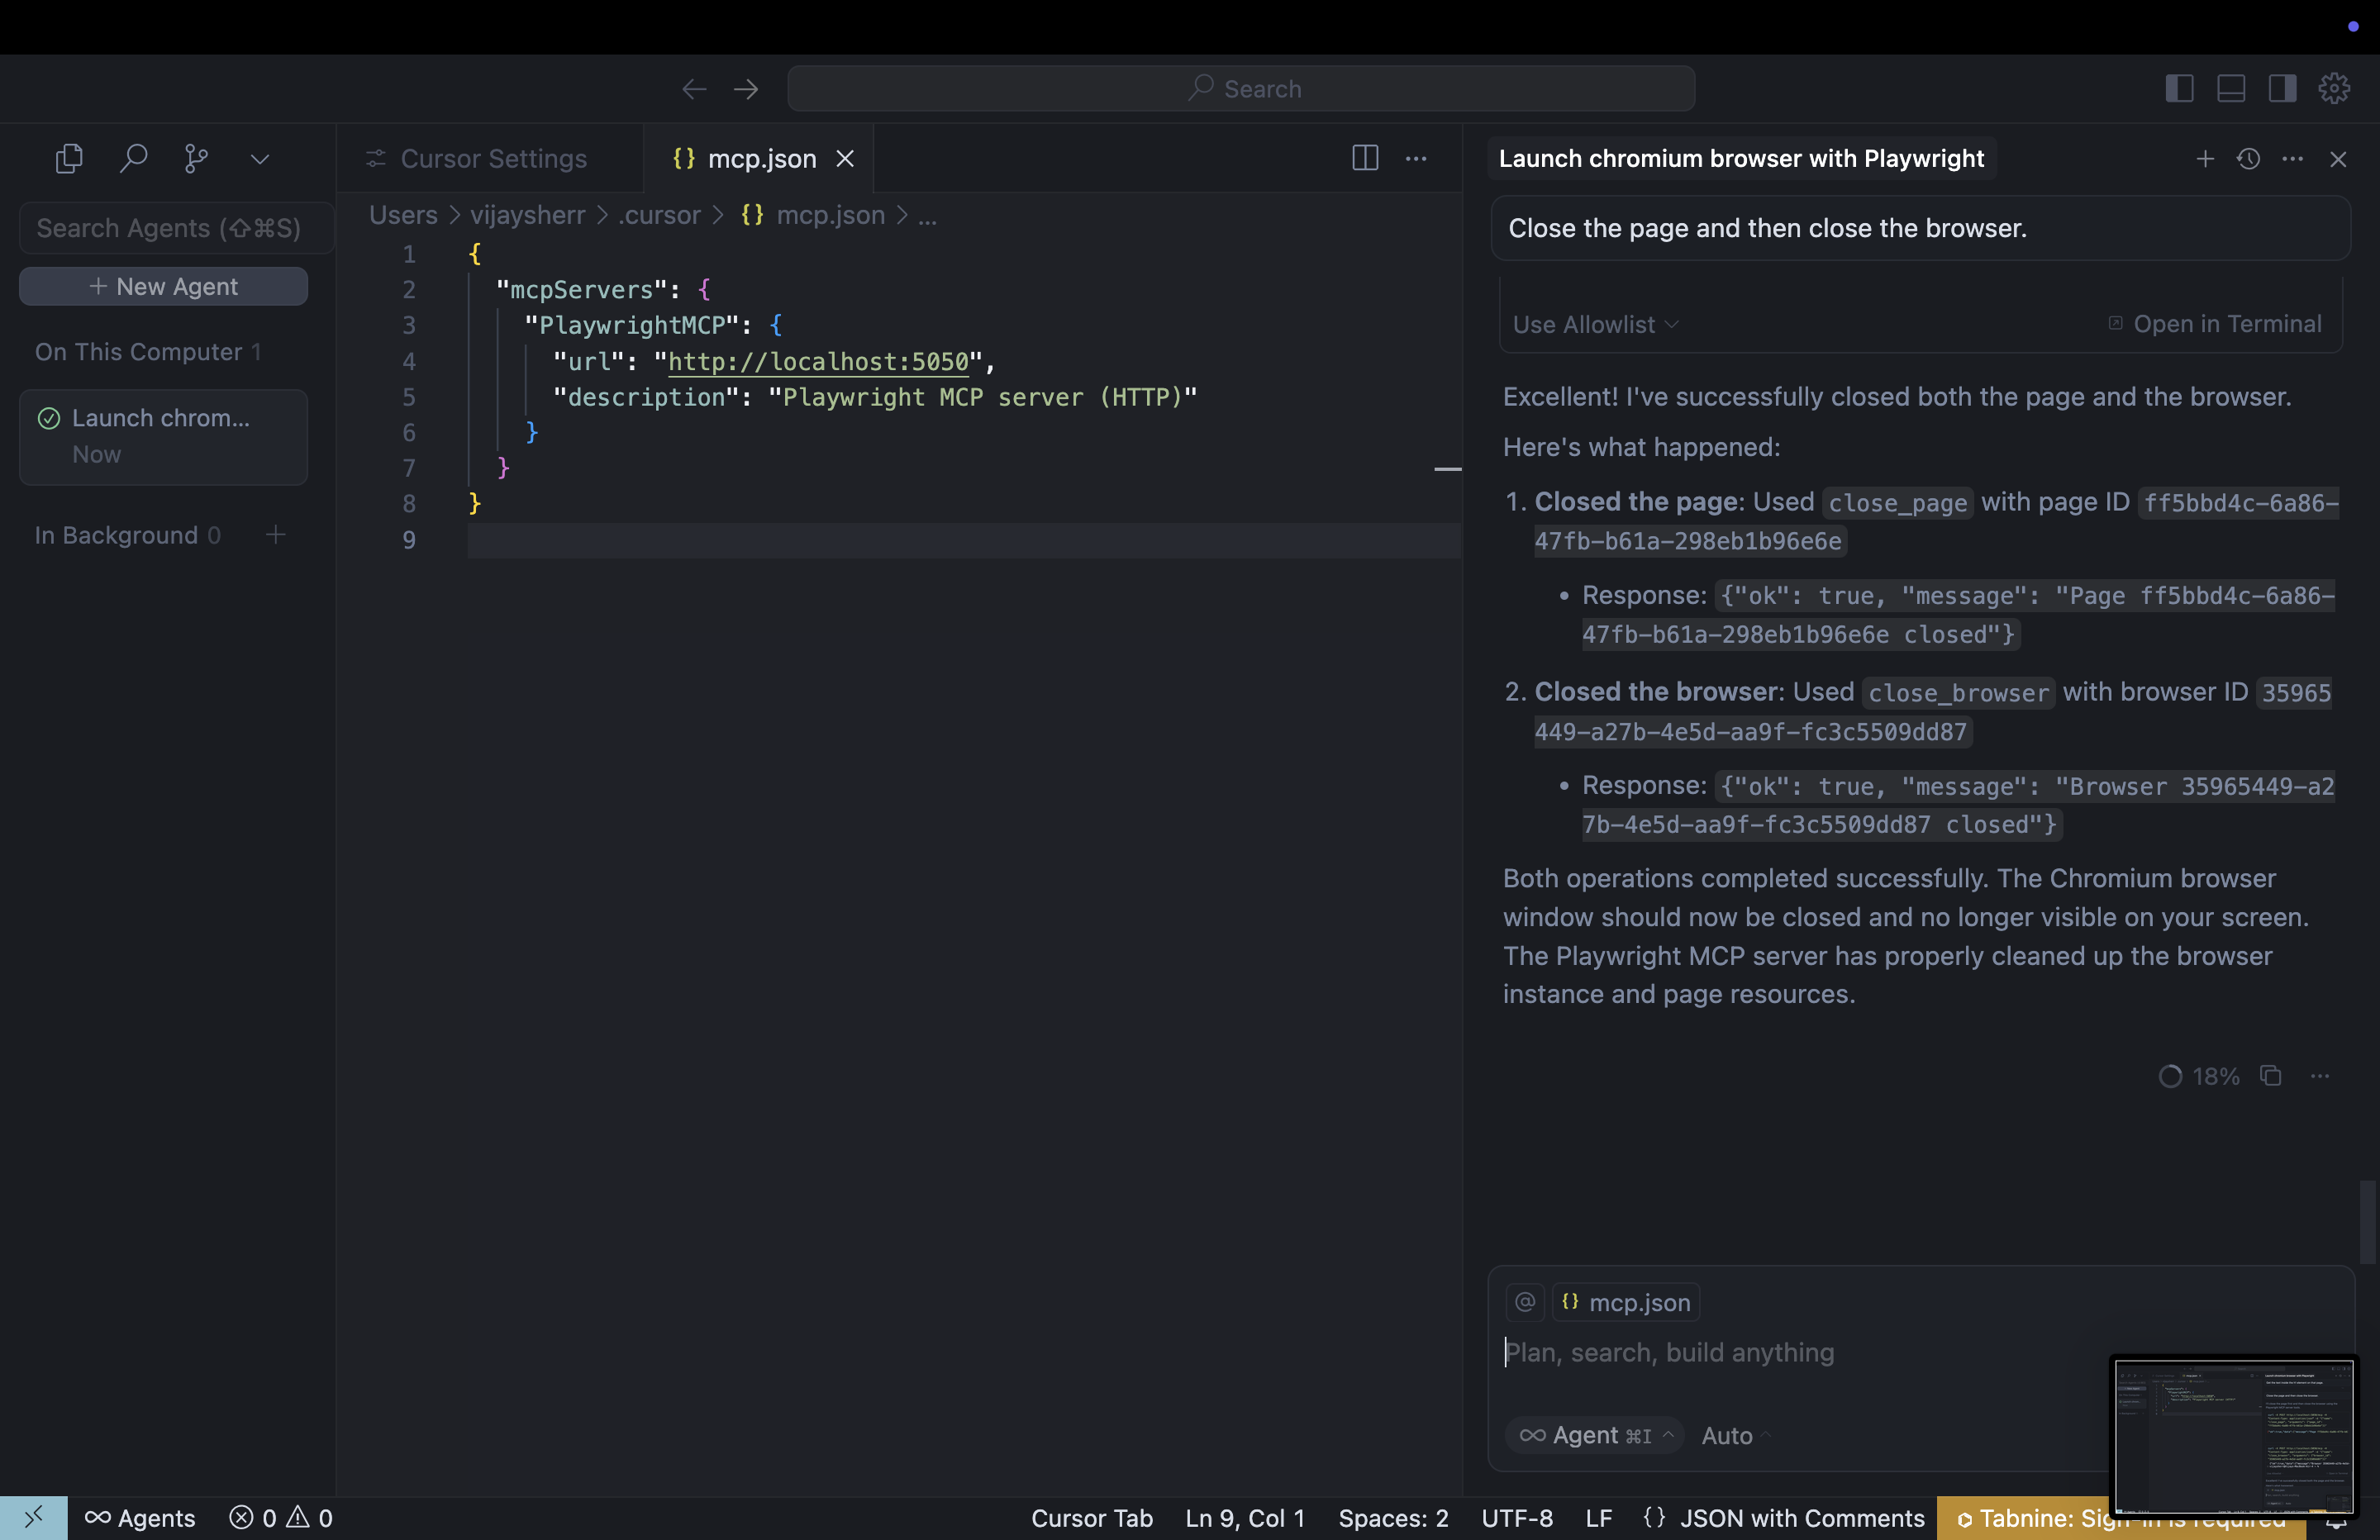 Search
Search Agents (⇧⌘S)
+ New Agent
On This Computer 1
Launch chrom...
Now
In Background 0 +
Cursor Settings
{} mcp.json ×
Users > vijaysherr > .cursor > {} mcp.json > ...
1 {
2 "mcpServers": {
3 "PlaywrightMCP": {
4 "url": "http://localhost:5050",
5 "description": "Playwright MCP server (HTTP)"
6 }
7 }
8 }
9
Launch chromium browser with Playwright
Close the page and then close the browser.
Use Allowlist
Open in Terminal
Excellent! I've successfully closed both the page and the browser.
Here's what happened:
1. Closed the page: Used close_page with page ID ff5bbd4c-6a86-
47fb-b61a-298eb1b96e6e
• Response: {"ok": true, "message": "Page ff5bbd4c-6a86-
47fb-b61a-298eb1b96e6e closed"}
2. Closed the browser: Used close_browser with browser ID 35965
449-a27b-4e5d-aa9f-fc3c5509dd87
• Response: {"ok": true, "message": "Browser 35965449-a2
7b-4e5d-aa9f-fc3c5509dd87 closed"}
Both operations completed successfully. The Chromium browser
window should now be closed and no longer visible on your screen.
The Playwright MCP server has properly cleaned up the browser
instance and page resources.
18%
@ {} mcp.json
Plan, search, build anything
∞ Agent ⌘I Auto
∞ Agents 0 0
Cursor Tab
Ln 9, Col 1
Spaces: 2
UTF-8
LF
{} JSON with Comments
Tabnine: Sign-in is required